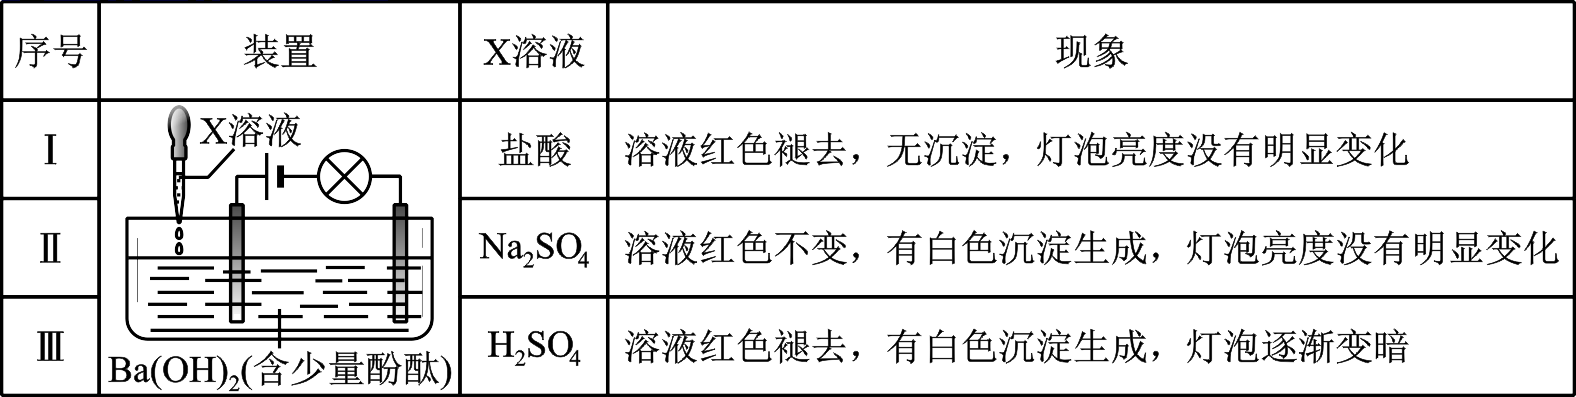 序号 装置 X溶液 现象
Ⅰ 盐酸 溶液红色褪去，无沉淀，灯泡亮度没有明显变化
X溶液
Ⅱ Na₂SO₄ 溶液红色不变，有白色沉淀生成，灯泡亮度没有明显变化
Ⅲ H₂SO₄ 溶液红色褪去，有白色沉淀生成，灯泡逐渐变暗
Ba(OH)₂(含少量酚酞)